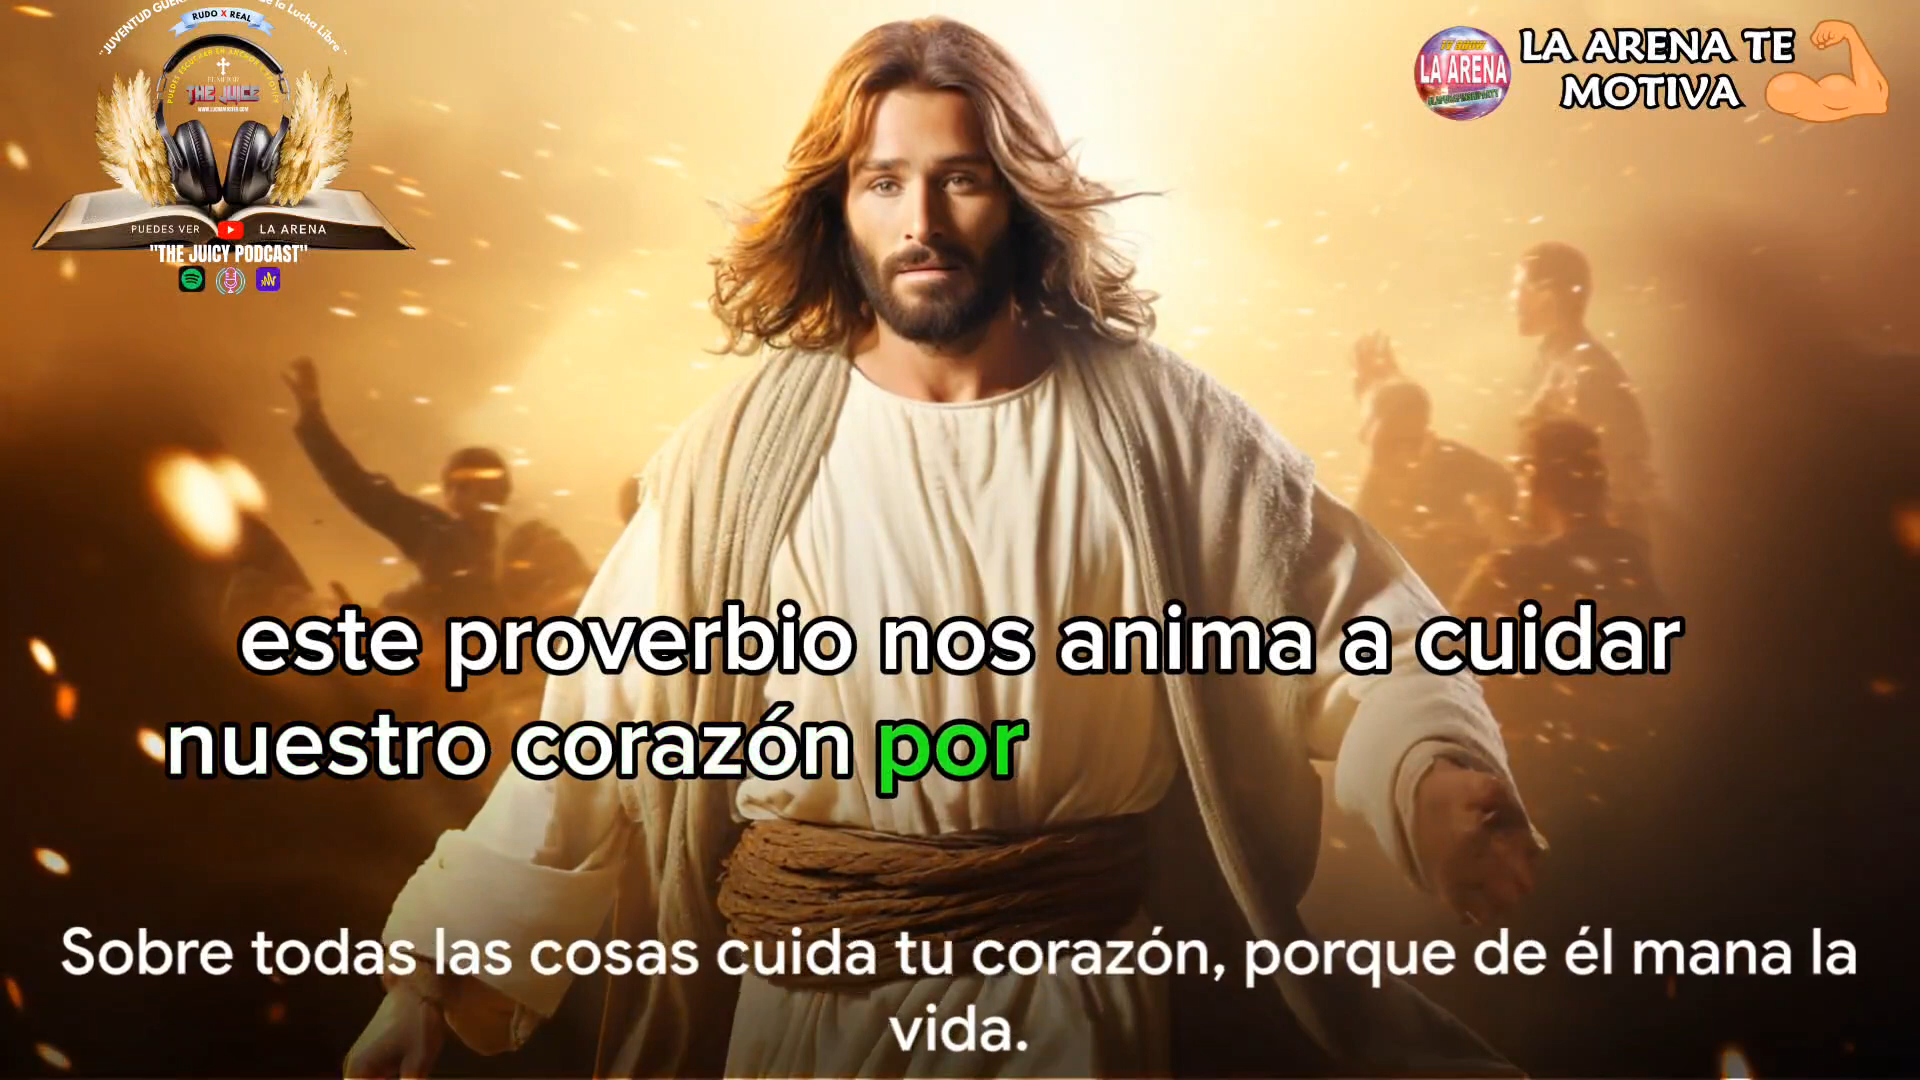 "JUVENTUD GUER
de la Lucha Libre
RUDO X REAL
THE JUICE
PUEDES VER
LA ARENA
"THE JUICY PODCAST"
LA ARENA
LA ARENA TE
MOTIVA
este proverbio nos anima a cuidar
nuestro corazón por
Sobre todas las cosas cuida tu corazón, porque de él mana la
vida.